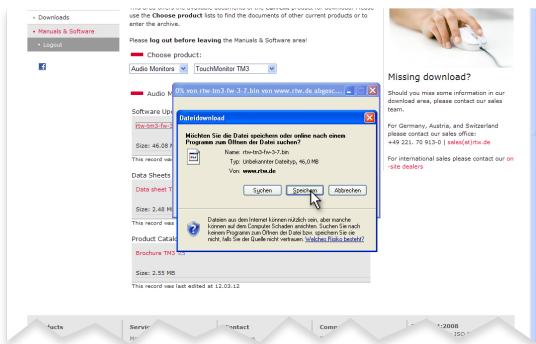 Downloads
Manuals & Software
Logout
use the Choose product lists to find the documents of other current products or to
enter the archive.
Please log out before leaving the Manuals & Software area!
Choose product:
Audio Monitors
TouchMonitor TM3
Audio M
Software Up
rtw-tm3-fw-3
Size: 46.08 M
This record was
Data Sheets
Data sheet T
Size: 2.48 M
This record was
Product Catal
Brochure TM3
Size: 2.55 MB
This record was last edited at 12.03.12
0% von rtw-tm3-fw-3-7.bin von www.rtw.de abgesc...
Dateidownload
Möchten Sie die Datei speichern oder online nach einem
Programm zum Öffnen der Datei suchen?
Name: rtw-tm3-fw-3-7.bin
Typ: Unbekannter Dateityp, 46,0 MB
Von: www.rtw.de
Suchen
Speichern
Abbrechen
Dateien aus dem Internet können nützlich sein, aber manche
können auf dem Computer Schaden anrichten. Suchen Sie nach
keinem Programm zum Öffnen der Datei bzw. speichern Sie sie
nicht, falls Sie der Quelle nicht vertrauen. Welches Risiko besteht?
Missing download?
Should you miss some information in our
download area, please contact our sales
team.
For Germany, Austria, and Switzerland
please contact our sales office:
+49 221. 70 913-0 | sales(at)rtw.de
For international sales please contact our on
-site dealers
Contact